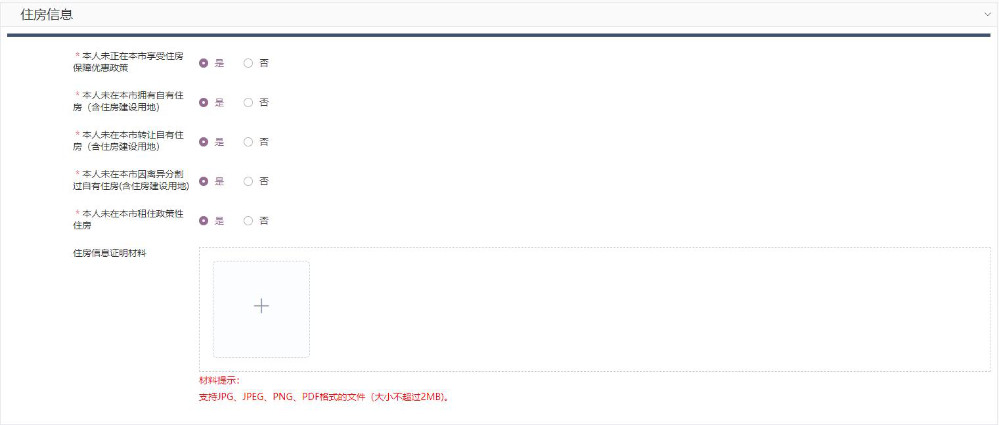 住房信息
* 本人未正在本市享受住房
保障优惠政策
是 否
* 本人未在本市拥有自有住
房（含住房建设用地）
是 否
* 本人未在本市转让自有住
房（含住房建设用地）
是 否
* 本人未在本市因离异分割
过自有住房(含住房建设用地)
是 否
* 本人未在本市租住政策性
住房
是 否
住房信息证明材料
材料提示：
支持JPG、JPEG、PNG、PDF格式的文件（大小不超过2MB)。